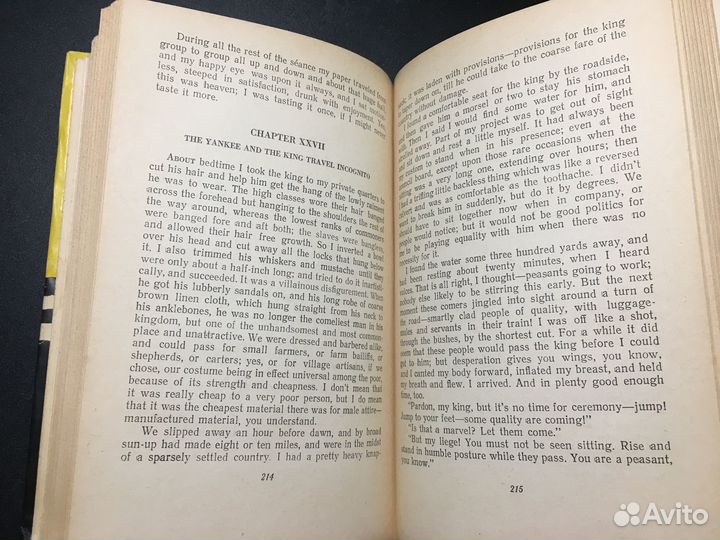 During all the rest of the séance my paper traveled from
group to group all up and down and about that huge hall,
and my happy eye was upon it always, and I sat motion-
less, steeped in satisfaction, drunk with enjoyment. Yes,
this was heaven; I was tasting it once, if I might never
taste it more.
CHAPTER XXVII
THE YANKEE AND THE KING TRAVEL INCOGNITO
ABOUT bedtime I took the king to my private quarters to
cut his hair and help him get the hang of the lowly raiment
he was to wear. The high classes wore their hair banged
across the forehead but hanging to the shoulders the rest of
the way around, whereas the lowest ranks of commoners
were banged fore and aft both; the slaves were bangless,
and allowed their hair free growth. So I inverted a bowl
over his head and cut away all the locks that hung below
it. I also trimmed his whiskers and mustache until they
were only about a half-inch long; and tried to do it inartisti-
cally, and succeeded. It was a villainous disfigurement. When
he got his lubberly sandals on, and his long robe of coarse
brown linen cloth, which hung straight from his neck to
his anklebones, he was no longer the comeliest man in his
kingdom, but one of the unhandsomest and most common-
place and unattractive. We were dressed and barbered alike,
and could pass for small farmers, or farm bailiffs, or
shepherds, or carters; yes, or for village artisans, if we
chose, our costume being in effect universal among the poor,
because of its strength and cheapness. I don't mean that
it was really cheap to a very poor person, but I do mean
that it was the cheapest material there was for male attire—
manufactured material, you understand.
We slipped away an hour before dawn, and by broad
sun-up had made eight or ten miles, and were in the midst
of a sparsely settled country. I had a pretty heavy knap-
214
sack; it was laden with provisions—provisions for the king
to taper down on, till he could take to the coarse fare of the
country without damage.
I found a comfortable seat for the king by the roadside,
and then gave him a morsel or two to stay his stomach
with. Then I said I would find some water for him, and
strolled away. Part of my project was to get out of sight
and sit down and rest a little myself. It had always been
my custom to stand when in his presence; even at the
council board, except upon those rare occasions when the
sitting was a very long one, extending over hours; then
I had a trifling little backless thing which was like a reversed
culvert and was as comfortable as the toothache. I didn't
want to break him in suddenly, but do it by degrees. We
should have to sit together now when in company, or
people would notice; but it would not be good politics for
me to be playing equality with him when there was no
necessity for it.
I found the water some three hundred yards away, and
had been resting about twenty minutes, when I heard
voices. That is all right, I thought—peasants going to work;
nobody else likely to be stirring this early. But the next
moment these comers jingled into sight around a turn of
the road—smartly clad people of quality, with luggage-
mules and servants in their train! I was off like a shot,
through the bushes, by the shortest cut. For a while it did
seem that these people would pass the king before I could
get to him; but desperation gives you wings, you know,
and I canted my body forward, inflated my breast, and held
my breath and flew. I arrived. And in plenty good enough
time, too.
"Pardon, my king, but it's no time for ceremony—jump!
Jump to your feet—some quality are coming!"
"Is that a marvel? Let them come."
"But my liege! You must not be seen sitting. Rise and
stand in humble posture while they pass. You are a peasant,
you know."
215
Avito